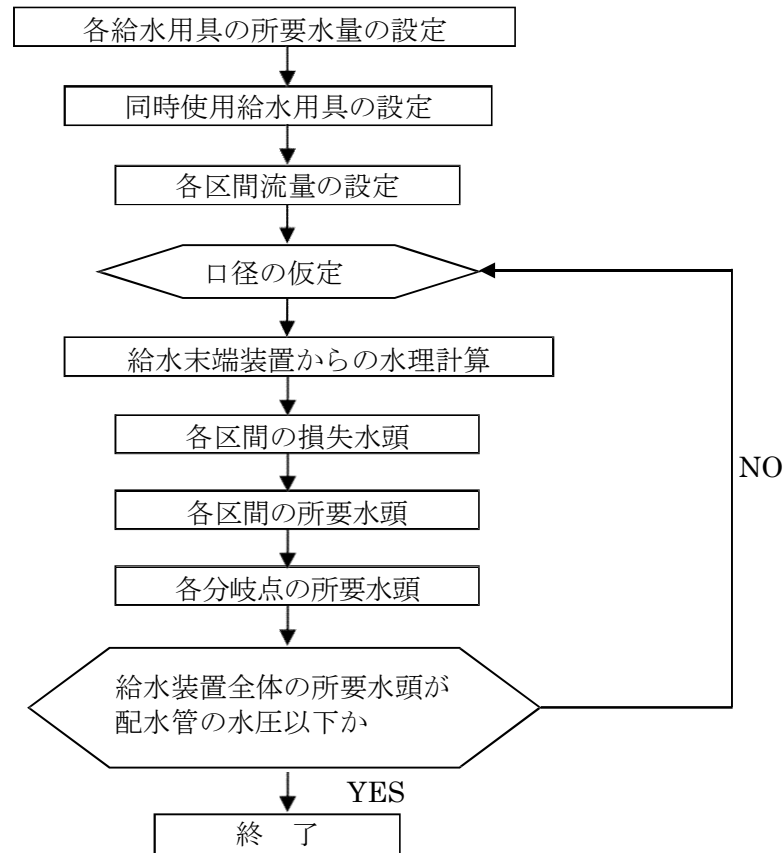 各給水用具の所要水量の設定
同時使用給水用具の設定
各区間流量の設定
口径の仮定
給水末端装置からの水理計算
各区間の損失水頭
NO
各区間の所要水頭
各分岐点の所要水頭
給水装置全体の所要水頭が
配水管の水圧以下か
YES
終　了